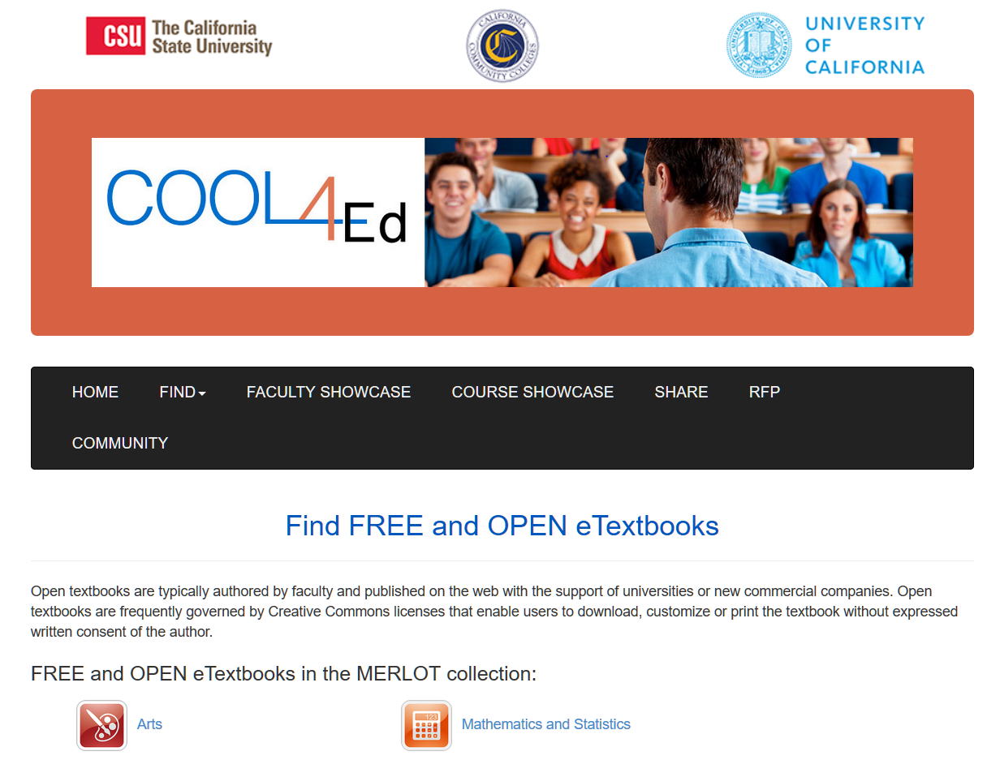 CSU The California
State University
CALIFORNIA
COMMUNITY COLLEGES
UNIVERSITY
OF
CALIFORNIA
COOL4Ed
HOME FIND FACULTY SHOWCASE COURSE SHOWCASE SHARE RFP
COMMUNITY
Find FREE and OPEN eTextbooks
Open textbooks are typically authored by faculty and published on the web with the support of universities or new commercial companies. Open
textbooks are frequently governed by Creative Commons licenses that enable users to download, customize or print the textbook without expressed
written consent of the author.
FREE and OPEN eTextbooks in the MERLOT collection:
Arts
123
Mathematics and Statistics